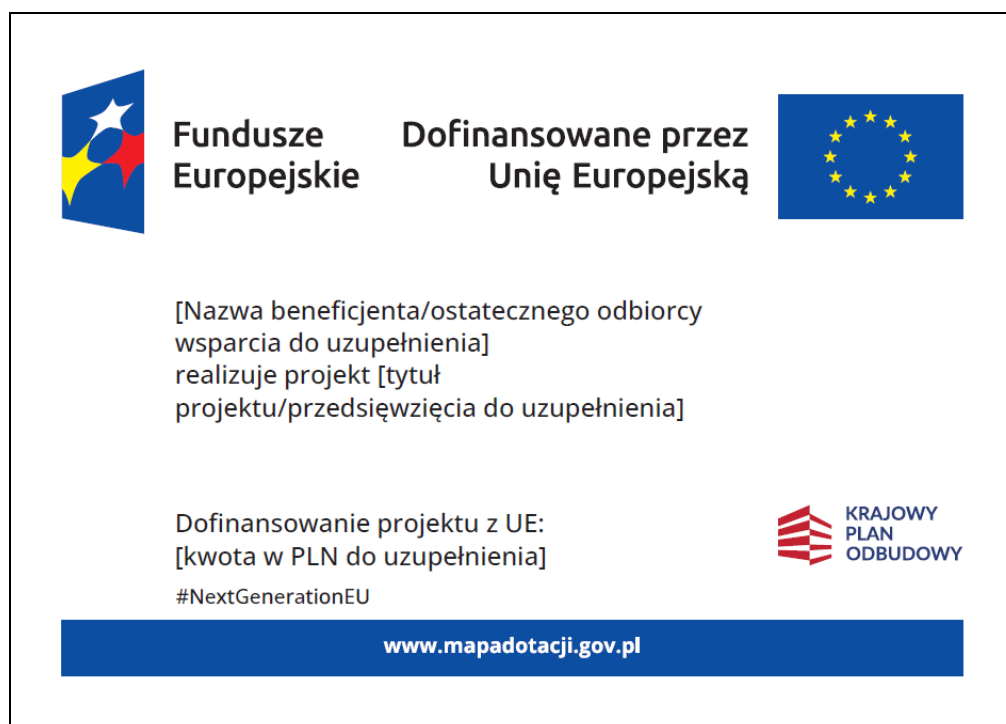 Fundusze
Europejskie
Dofinansowane przez
Unię Europejską
[Nazwa beneficjenta/ostatecznego odbiorcy
wsparcia do uzupełnienia]
realizuje projekt [tytuł
projektu/przedsięwzięcia do uzupełnienia]
Dofinansowanie projektu z UE:
[kwota w PLN do uzupełnienia]
#NextGenerationEU
KRAJOWY
PLAN
ODBUDOWY
www.mapadotacji.gov.pl